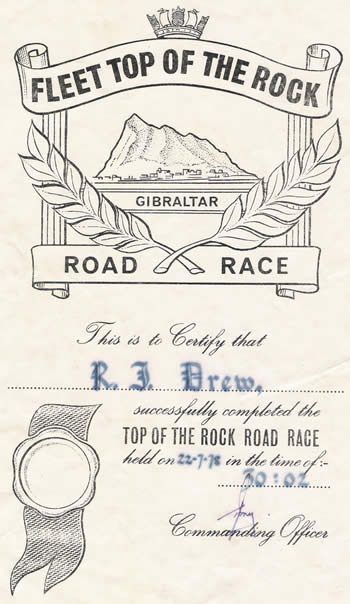 FLEET TOP OF THE ROCK
GIBRALTAR
ROAD RACE
This is to Certify that
R. J. Drew,
successfully completed the
TOP OF THE ROCK ROAD RACE
held on 22-7-78 in the time of:-
30:02
Commanding Officer